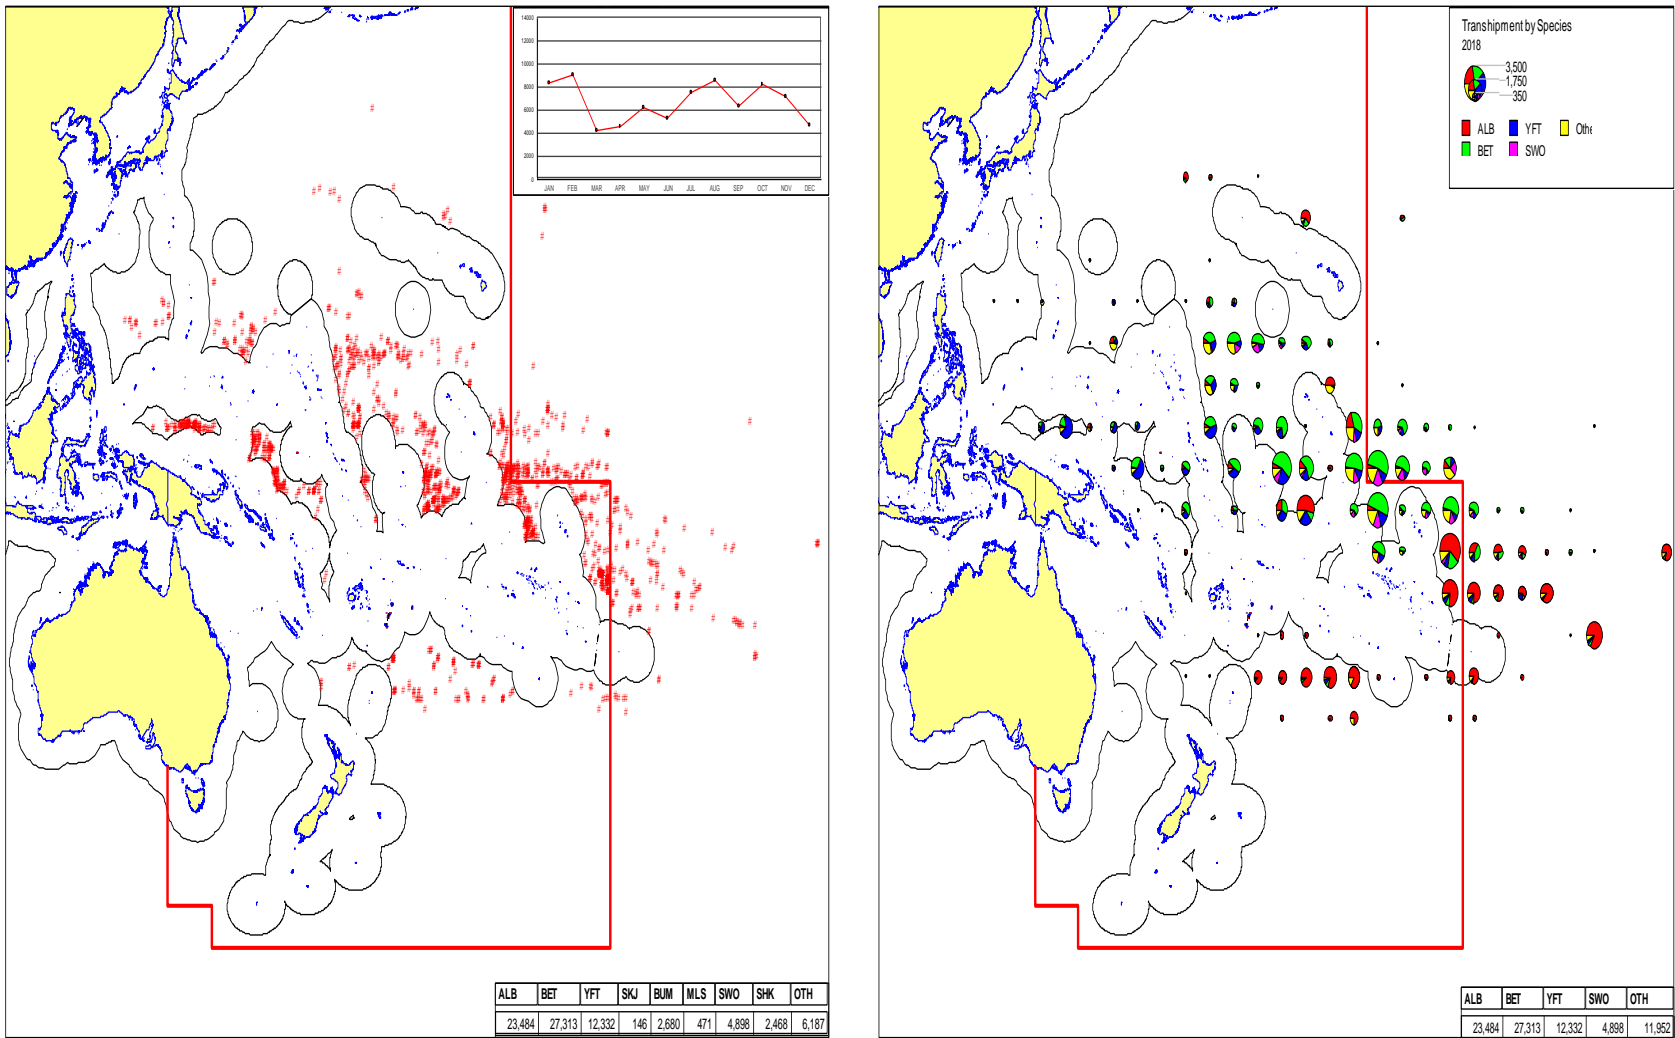 14000
12000
10000
8000
6000
4000
2000
0
JAN FEB MAR APR MAY JUN JUL AUG SEP OCT NOV DEC
ALB BET YFT SKJ BUM MLS SWO SHK OTH
23,484 27,313 12,332 146 2,680 471 4,898 2,468 6,187
Transhipment by Species
2018
3,500
1,750
350
ALB YFT Othe
BET SWO
ALB BET YFT SWO OTH
23,484 27,313 12,332 4,898 11,952